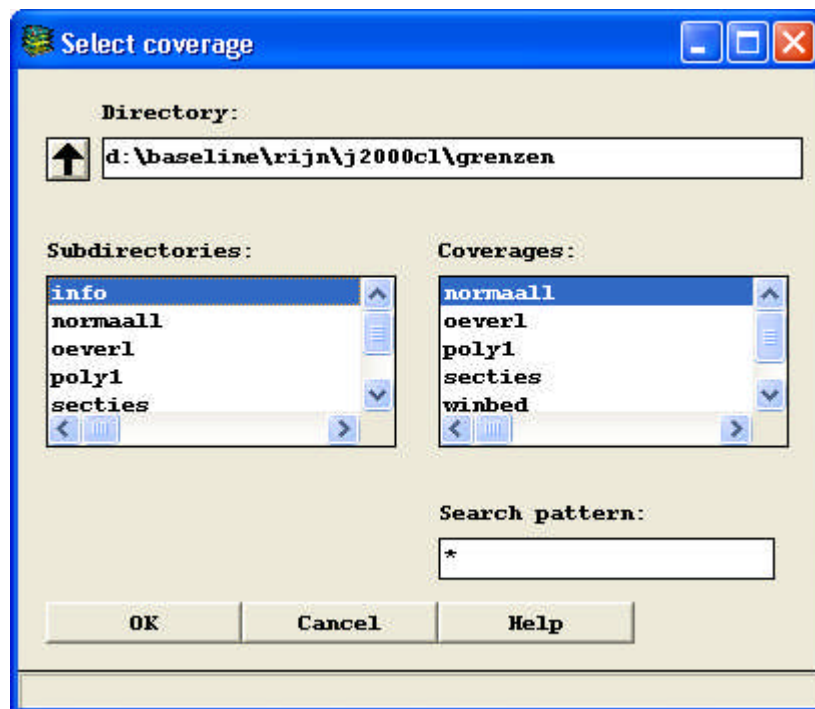 Select coverage
Directory:
d:\baseline\rijn\j2000cl\grenzen
Subdirectories:
info
normaall
oeverl
poly1
secties
Coverages:
normaall
oeverl
poly1
secties
winbed
Search pattern:
*
OK Cancel Help